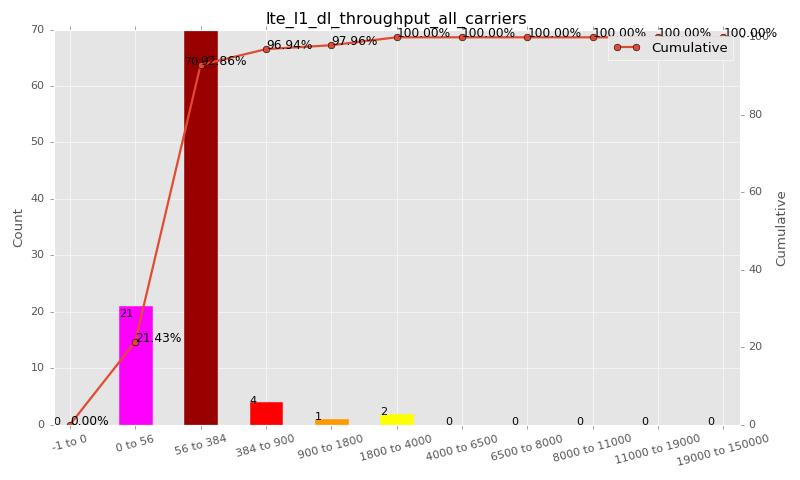 lte_l1_dl_throughput_all_carriers
70
60
50
40
30
20
10
0
Count
100
80
60
40
20
0
Cumulative
Cumulative
0
21
70
4
1
2
0
0
0
0
0
0.00%
21.43%
92.86%
96.94%
97.96%
100.00%
100.00%
100.00%
100.00%
100.00%
100.00%
-1 to 0
0 to 56
56 to 384
384 to 900
900 to 1800
1800 to 4000
4000 to 6500
6500 to 8000
8000 to 11000
11000 to 19000
19000 to 150000